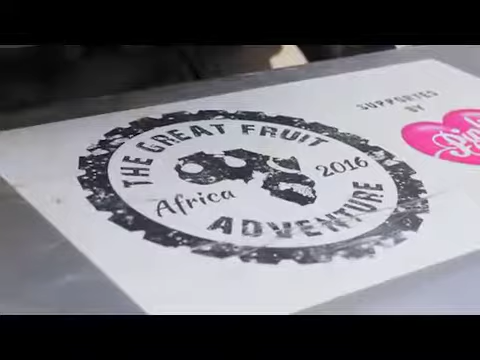 THE GREAT FRUIT
Africa 2016
ADVENTURE
SUPPORTED
BY